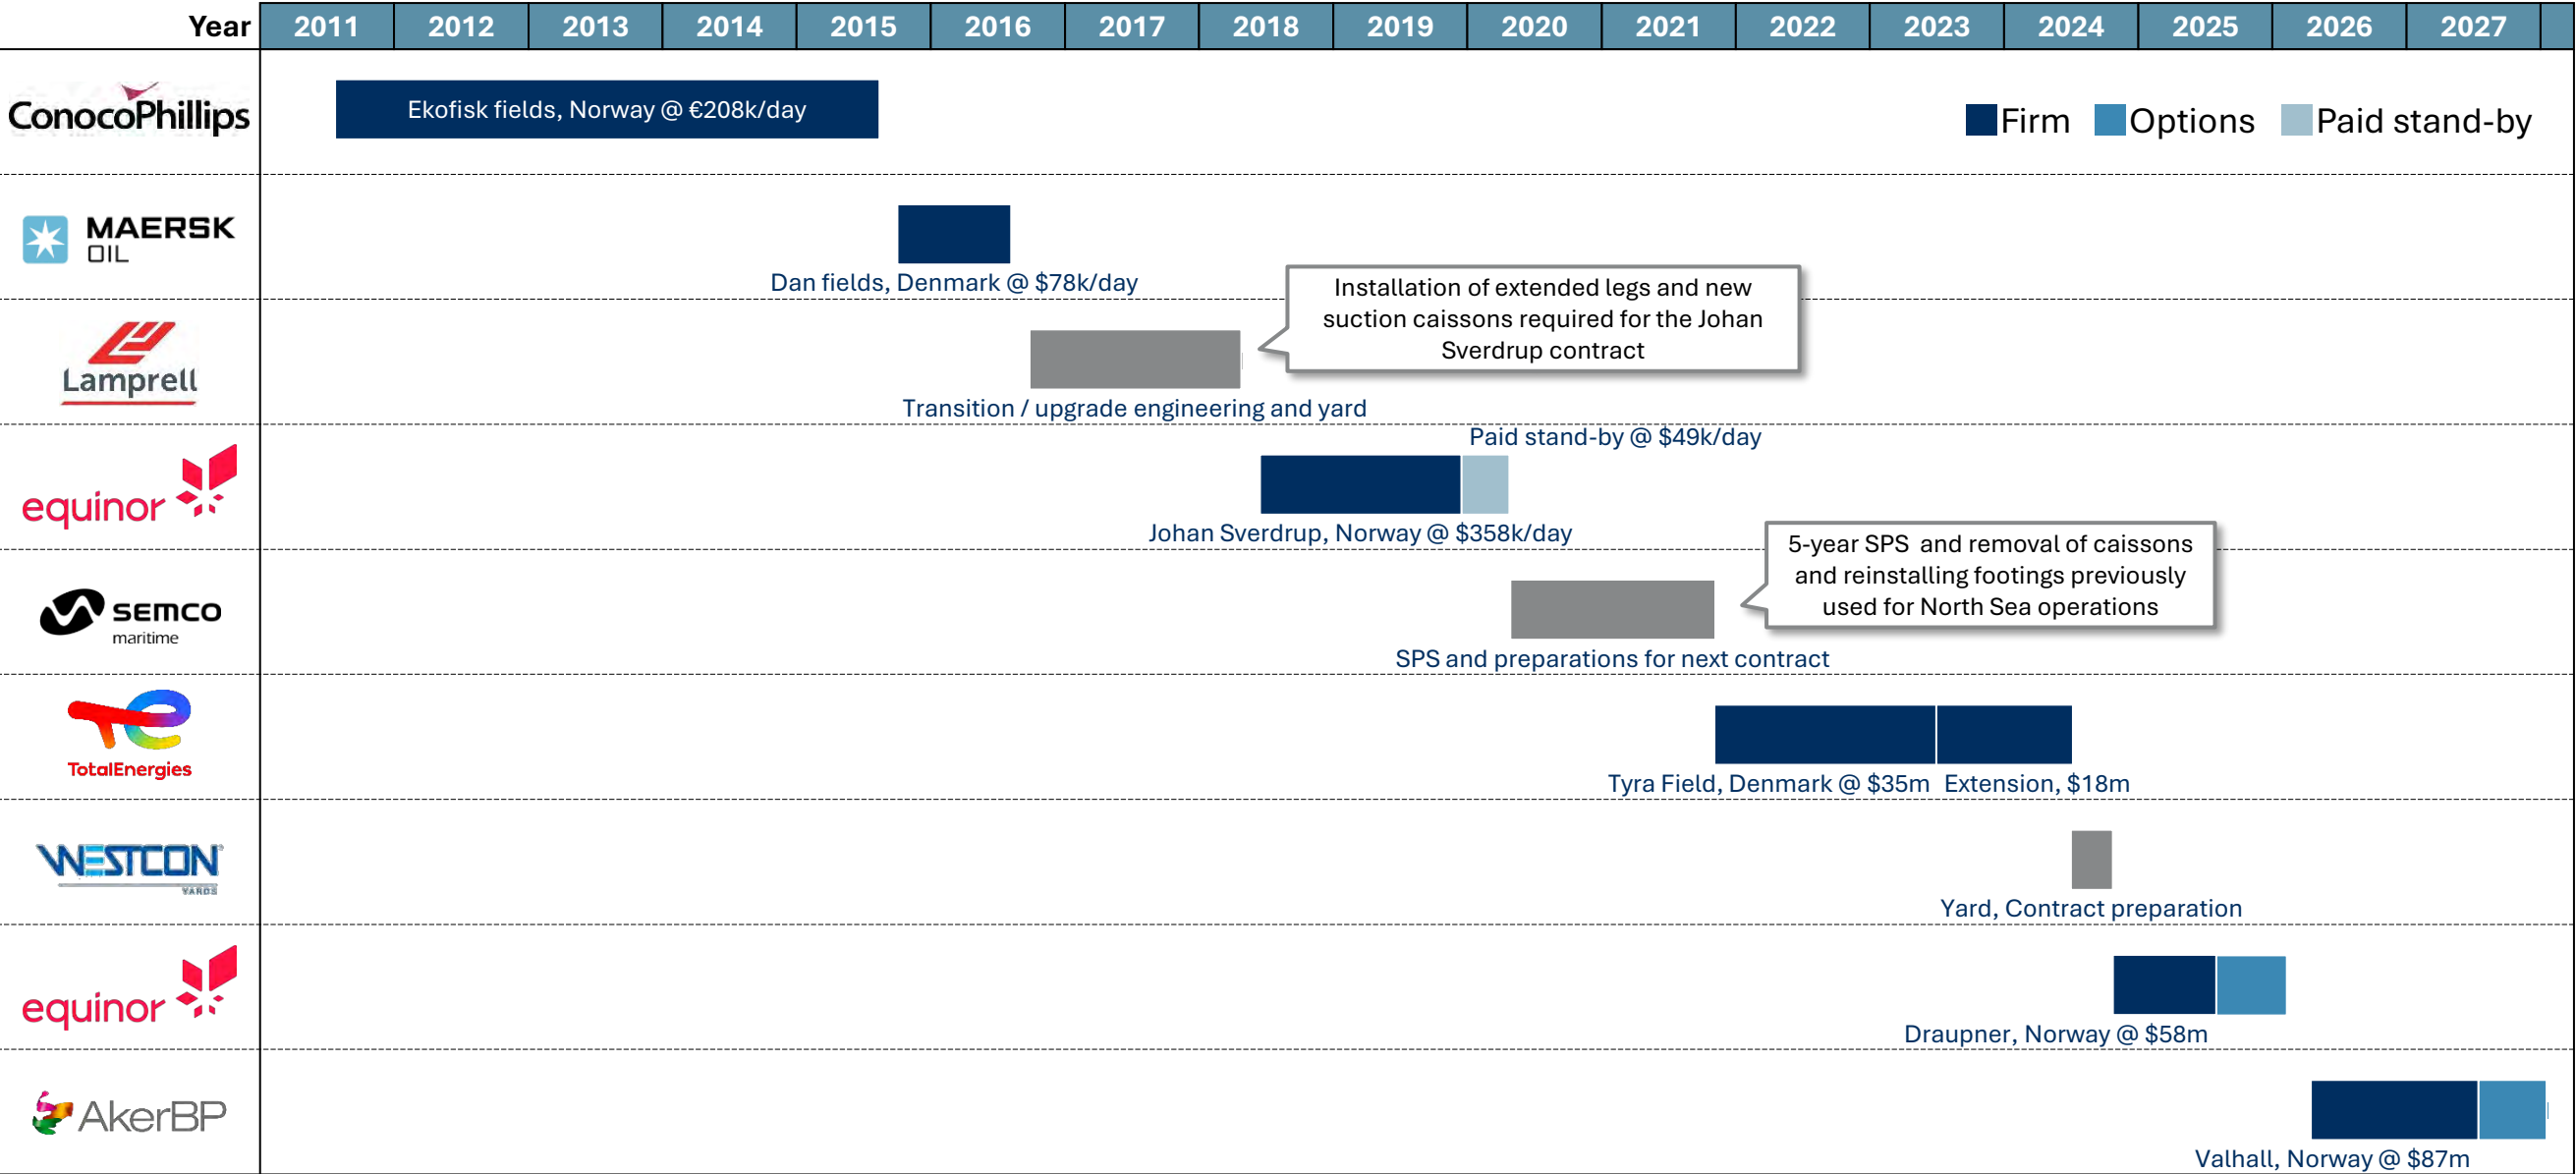 Year 2011 2012 2013 2014 2015 2016 2017 2018 2019 2020 2021 2022 2023 2024 2025 2026 2027
ConocoPhillips
Ekofisk fields, Norway @ €208k/day
Firm Options Paid stand-by
MAERSK
OIL
Dan fields, Denmark @ $78k/day
Installation of extended legs and new
suction caissons required for the Johan
Sverdrup contract
Lamprell
Transition / upgrade engineering and yard
Paid stand-by @ $49k/day
equinor
Johan Sverdrup, Norway @ $358k/day
5-year SPS and removal of caissons
and reinstalling footings previously
used for North Sea operations
SEMCO
maritime
SPS and preparations for next contract
TotalEnergies
Tyra Field, Denmark @ $35m Extension, $18m
WESTCON
YARDS
Yard, Contract preparation
equinor
Draupner, Norway @ $58m
AkerBP
Valhall, Norway @ $87m